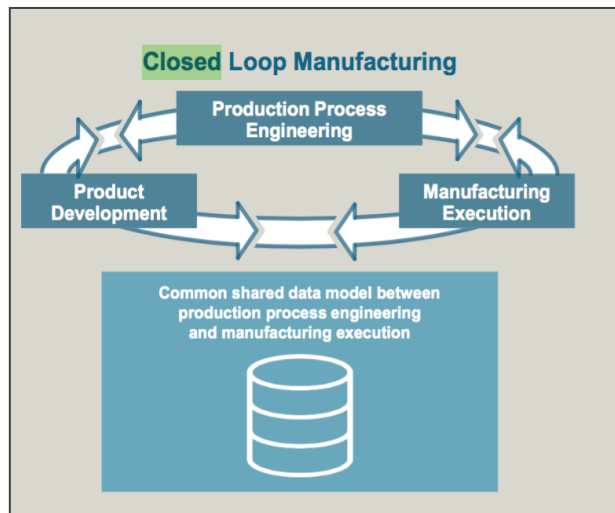 Closed Loop Manufacturing
Production Process
Engineering
Product
Development
Manufacturing
Execution
Common shared data model between
production process engineering
and manufacturing execution